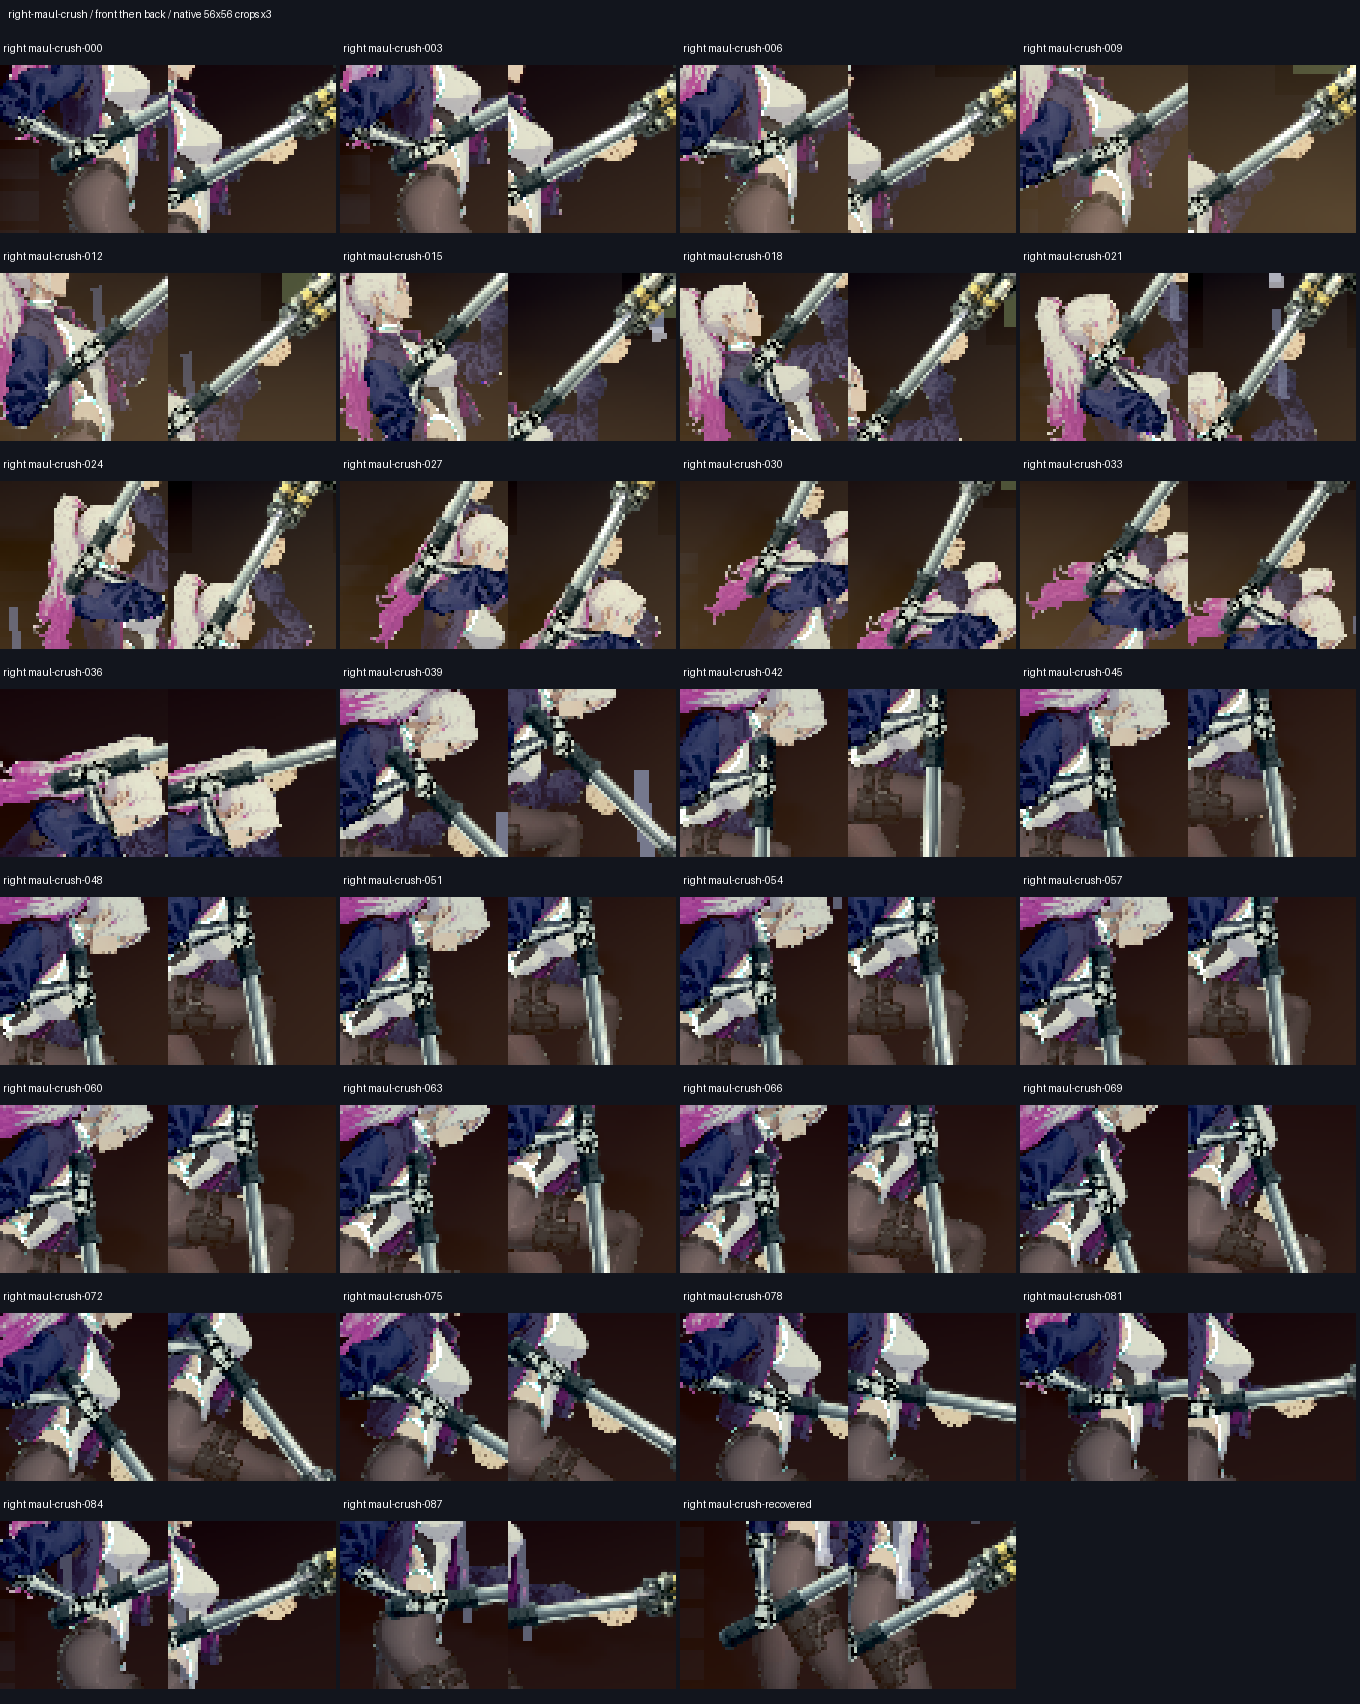 right-maul-crush / front then back / native 56x56 crops x3
right maul-crush-000
right maul-crush-003
right maul-crush-006
right maul-crush-009
right maul-crush-012
right maul-crush-015
right maul-crush-018
right maul-crush-021
right maul-crush-024
right maul-crush-027
right maul-crush-030
right maul-crush-033
right maul-crush-036
right maul-crush-039
right maul-crush-042
right maul-crush-045
right maul-crush-048
right maul-crush-051
right maul-crush-054
right maul-crush-057
right maul-crush-060
right maul-crush-063
right maul-crush-066
right maul-crush-069
right maul-crush-072
right maul-crush-075
right maul-crush-078
right maul-crush-081
right maul-crush-084
right maul-crush-087
right maul-crush-recovered